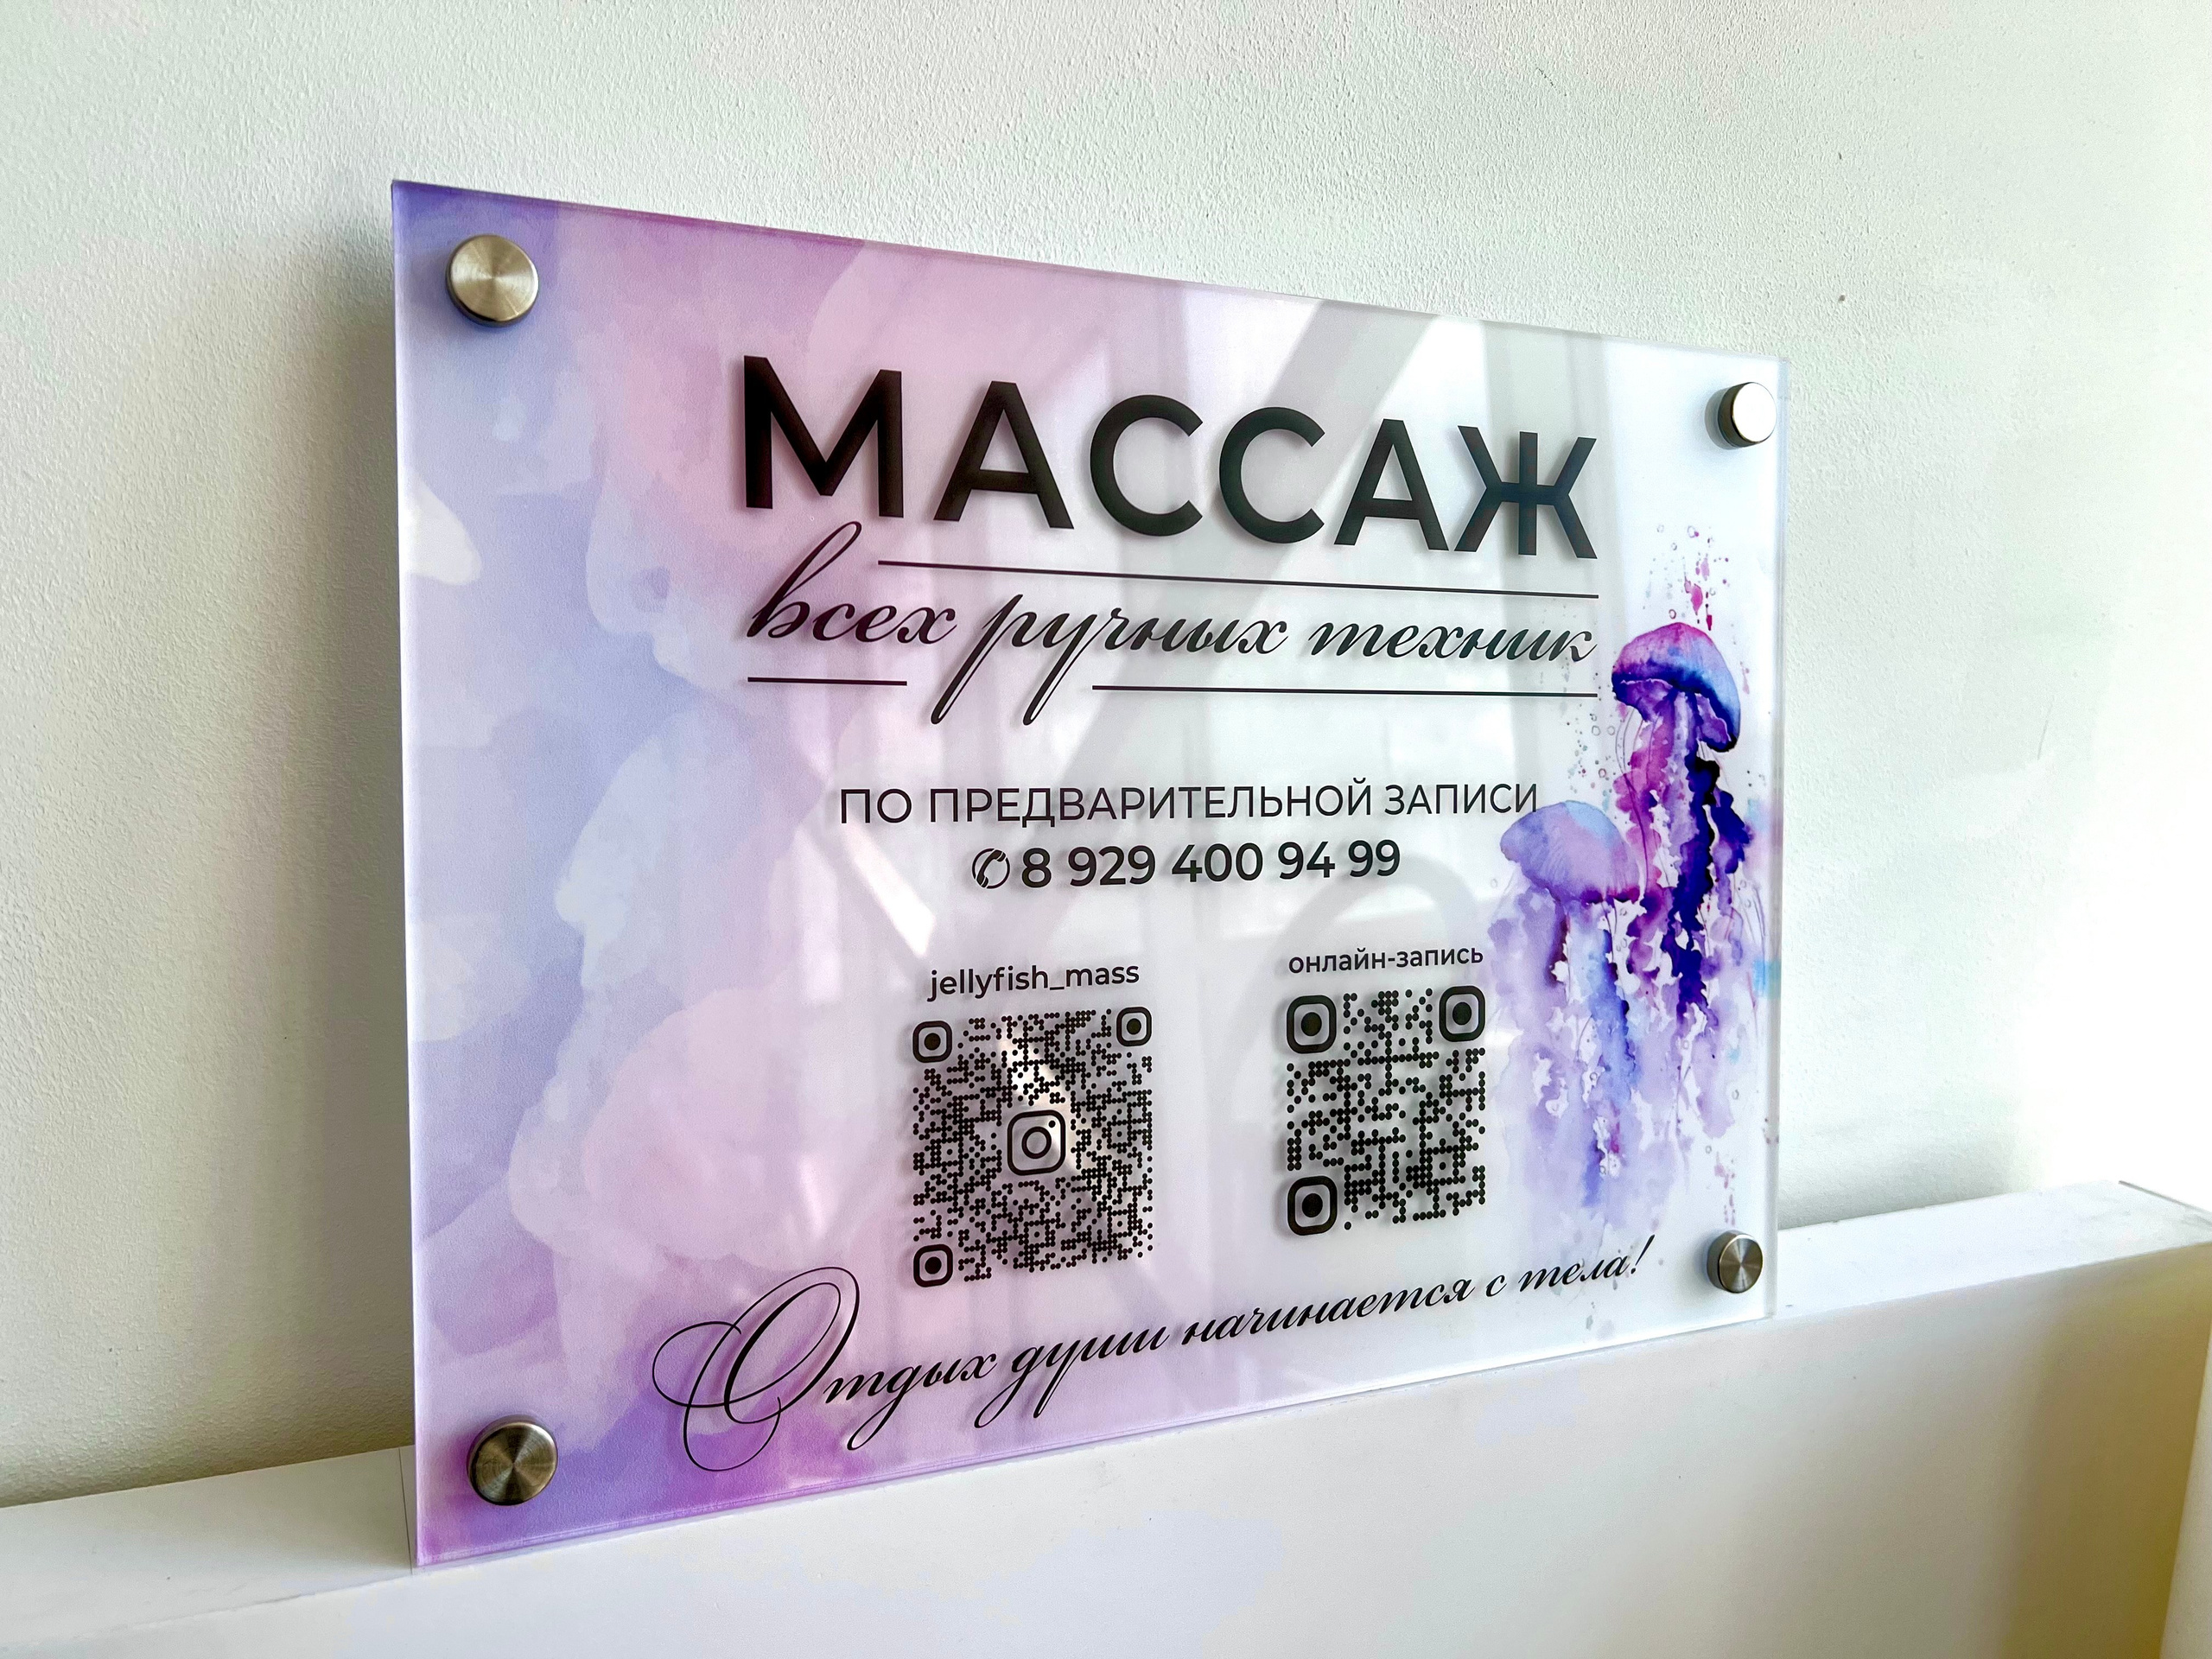 МАССАЖ
всех ручных техник
ПО ПРЕДВАРИТЕЛЬНОЙ ЗАПИСИ
✆ 8 929 400 94 99
jellyfish_mass
онлайн-запись
Отдых души начинается с тела!